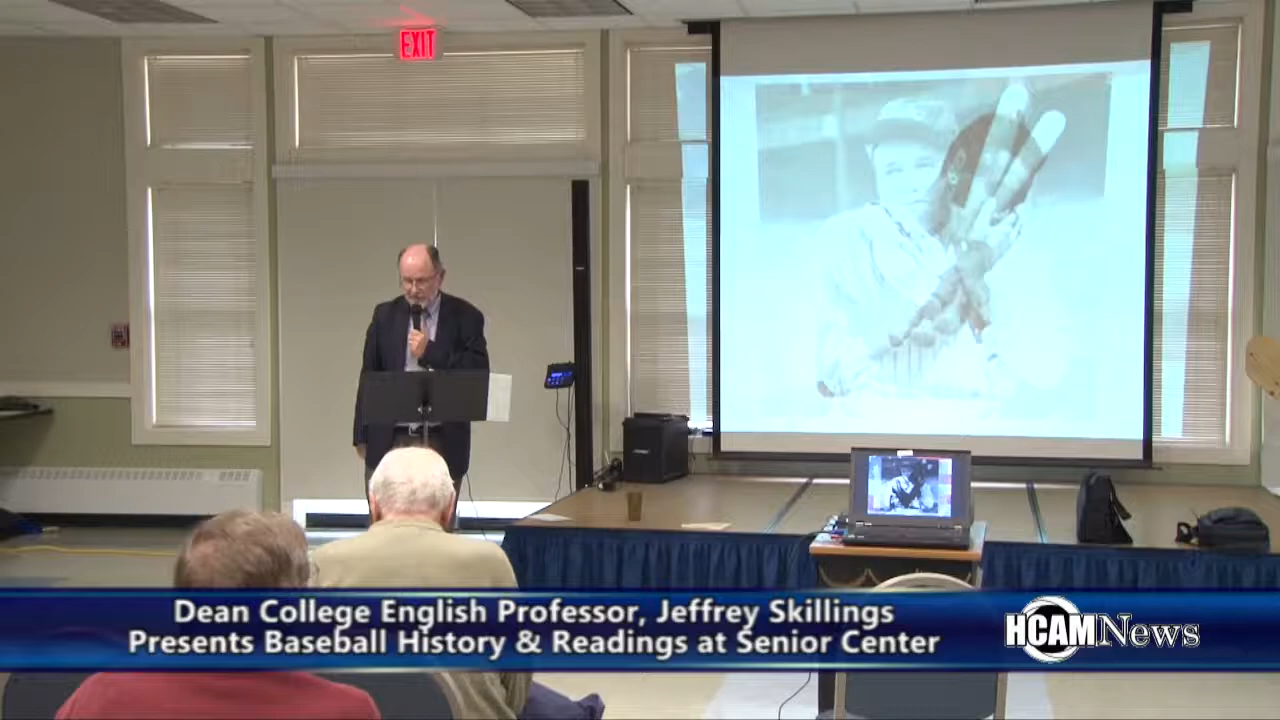 EXIT
Dean College English Professor, Jeffrey Skillings
Presents Baseball History & Readings at Senior Center
HCAMNews